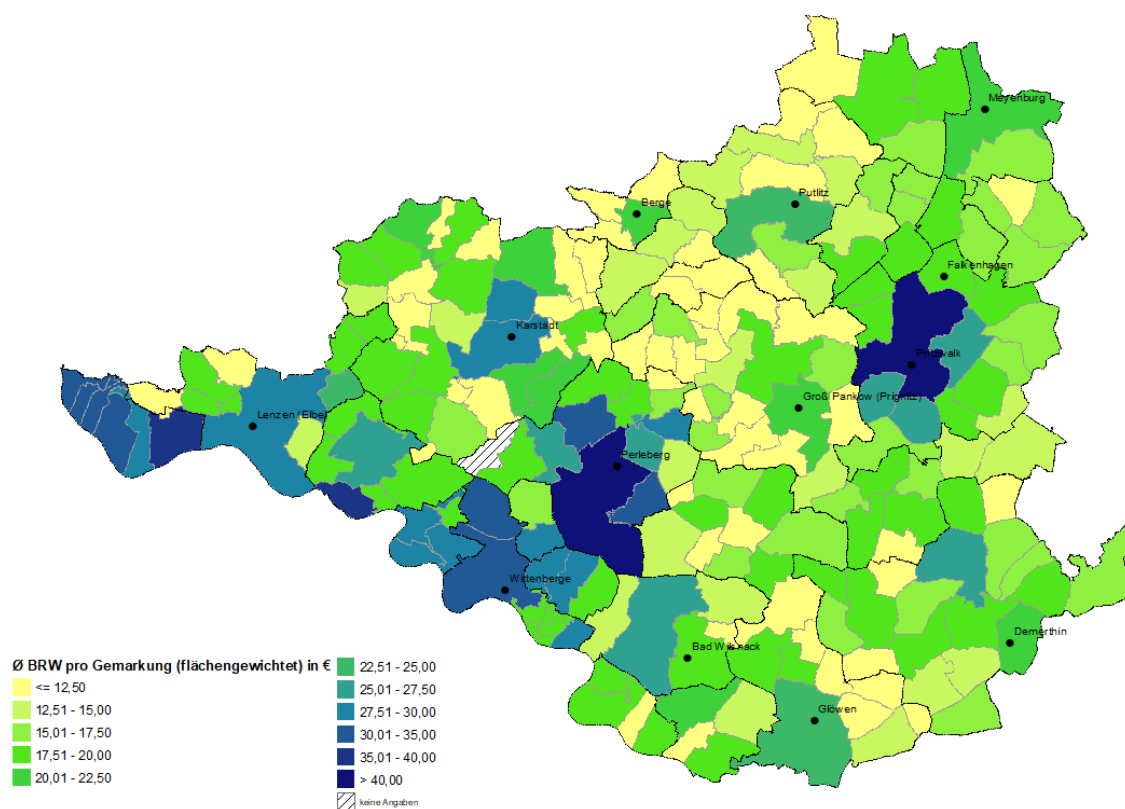 Meyenburg
Putlitz
Berge
Falkenhagen
Karstädt
Pritzwalk
Groß Pankow (Prignitz)
Lenzen (Elbe)
Perleberg
Wittenberge
Demerthin
Bad Wilsnack
Glöwen
Ø BRW pro Gemarkung (flächengewichtet) in €
<= 12,50
12,51 - 15,00
15,01 - 17,50
17,51 - 20,00
20,01 - 22,50
22,51 - 25,00
25,01 - 27,50
27,51 - 30,00
30,01 - 35,00
35,01 - 40,00
> 40,00
keine Angaben